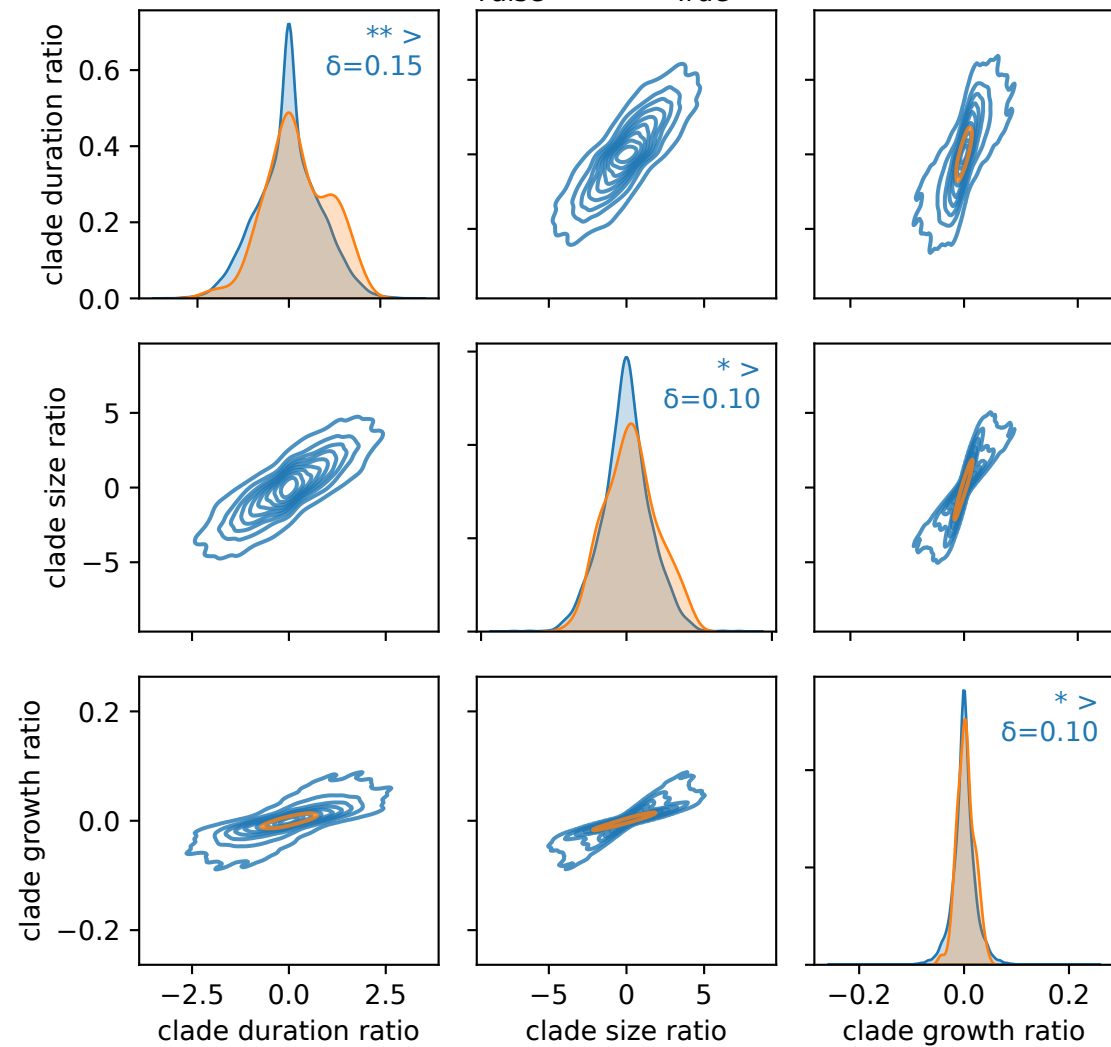 clade duration ratio
0.6
0.4
0.2
0.0
** >
δ=0.15
clade size ratio
5
0
−5
* >
δ=0.10
clade growth ratio
0.2
0.0
−0.2
* >
δ=0.10
−2.5 0.0 2.5
−5 0 5
−0.2 0.0 0.2
clade duration ratio
clade size ratio
clade growth ratio